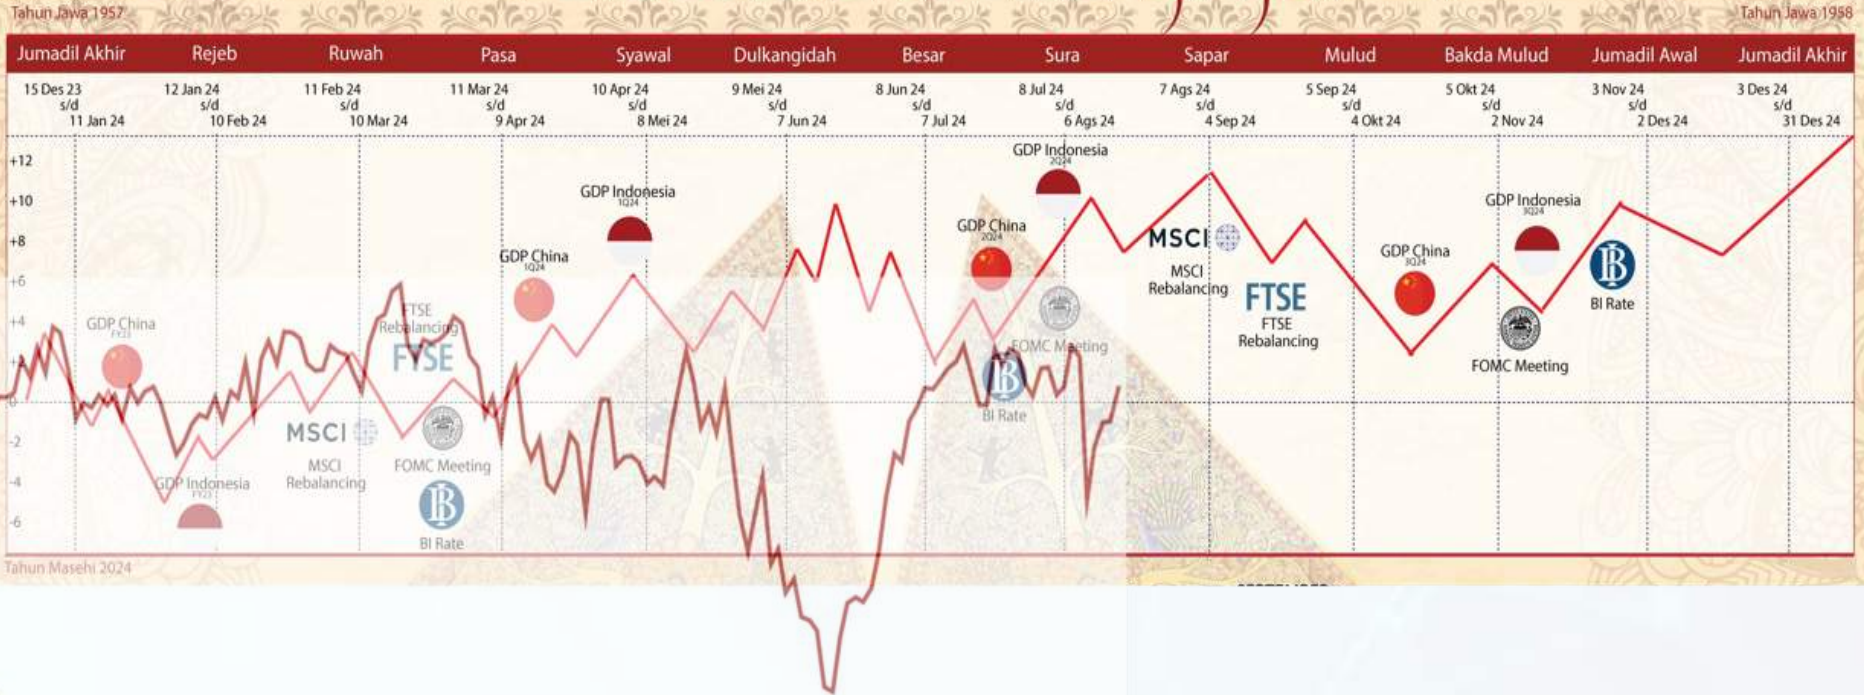 Tahun Jawa 1957
Tahun Jawa 1958
Jumadil Akhir
Rejeb
Ruwah
Pasa
Syawal
Dulkangidah
Besar
Sura
Sapar
Mulud
Bakda Mulud
Jumadil Awal
Jumadil Akhir
15 Des 23
s/d
11 Jan 24
12 Jan 24
s/d
10 Feb 24
11 Feb 24
s/d
10 Mar 24
11 Mar 24
s/d
9 Apr 24
10 Apr 24
s/d
8 Mei 24
9 Mei 24
s/d
7 Jun 24
8 Jun 24
s/d
7 Jul 24
8 Jul 24
s/d
6 Ags 24
7 Ags 24
s/d
4 Sep 24
5 Sep 24
s/d
4 Okt 24
5 Okt 24
s/d
2 Nov 24
3 Nov 24
s/d
2 Des 24
3 Des 24
s/d
31 Des 24
+12
+10
+8
+6
+4
+2
0
-2
-4
-6
GDP China
FY23
GDP Indonesia
FY23
MSCI
MSCI
Rebalancing
FTSE
Rebalancing
FTSE
FOMC Meeting
BI Rate
GDP China
1Q24
GDP Indonesia
1Q24
GDP China
2Q24
BI Rate
GDP Indonesia
2Q24
FOMC Meeting
MSCI
MSCI
Rebalancing
FTSE
FTSE
Rebalancing
GDP China
3Q24
GDP Indonesia
3Q24
FOMC Meeting
BI Rate
Tahun Masehi 2024